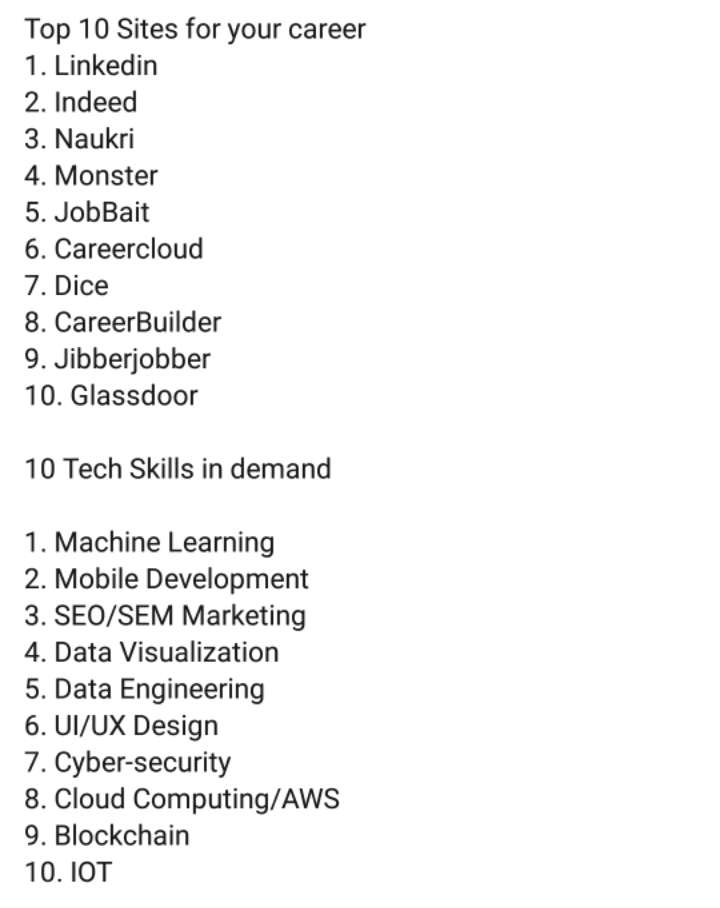 Top 10 Sites for your career
1. Linkedin
2. Indeed
3. Naukri
4. Monster
5. JobBait
6. Careercloud
7. Dice
8. CareerBuilder
9. Jibberjobber
10. Glassdoor
10 Tech Skills in demand
1. Machine Learning
2. Mobile Development
3. SEO/SEM Marketing
4. Data Visualization
5. Data Engineering
6. UI/UX Design
7. Cyber-security
8. Cloud Computing/AWS
9. Blockchain
10. IOT